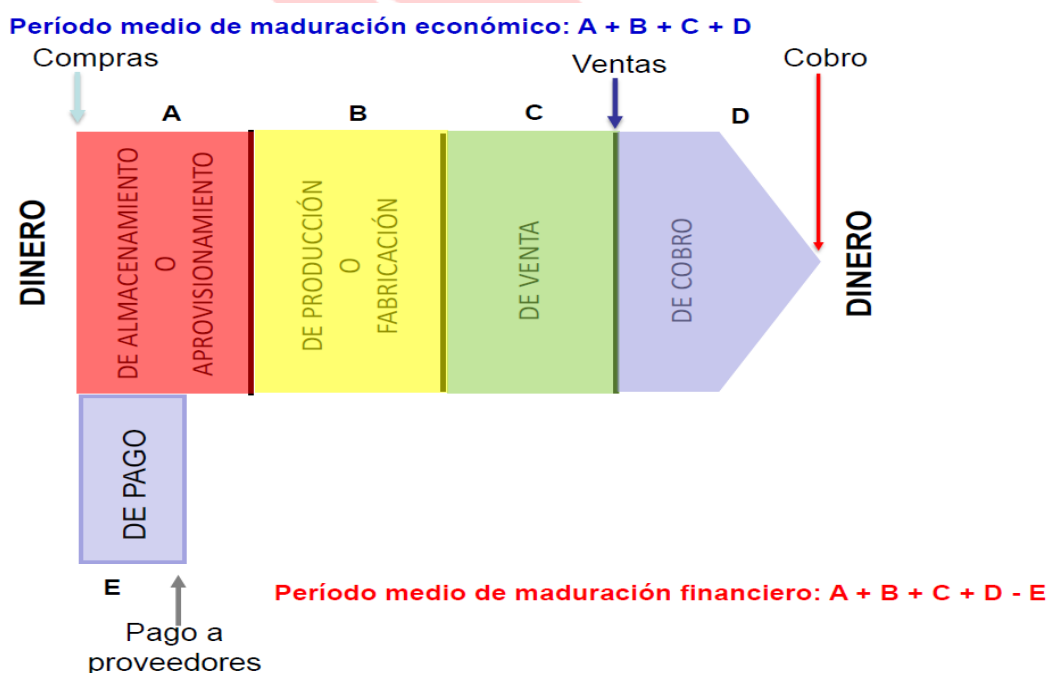 Período medio de maduración económico: A + B + C + D
Compras
Ventas
Cobro
A
B
C
D
DINERO
DE ALMACENAMIENTO
O
APROVISIONAMIENTO
DE PRODUCCIÓN
O
FABRICACIÓN
DE VENTA
DE COBRO
DINERO
DE PAGO
E
Período medio de maduración financiero: A + B + C + D - E
Pago a
proveedores